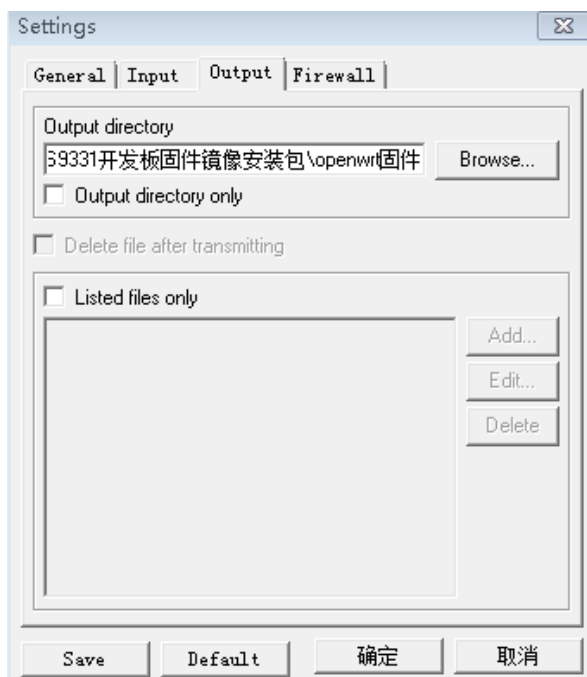 Settings
General Input Output Firewall
Output directory
S9331开发板固件镜像安装包\openwrt固件 Browse...
Output directory only
Delete file after transmitting
Listed files only
Add...
Edit...
Delete
Save Default 确定 取消